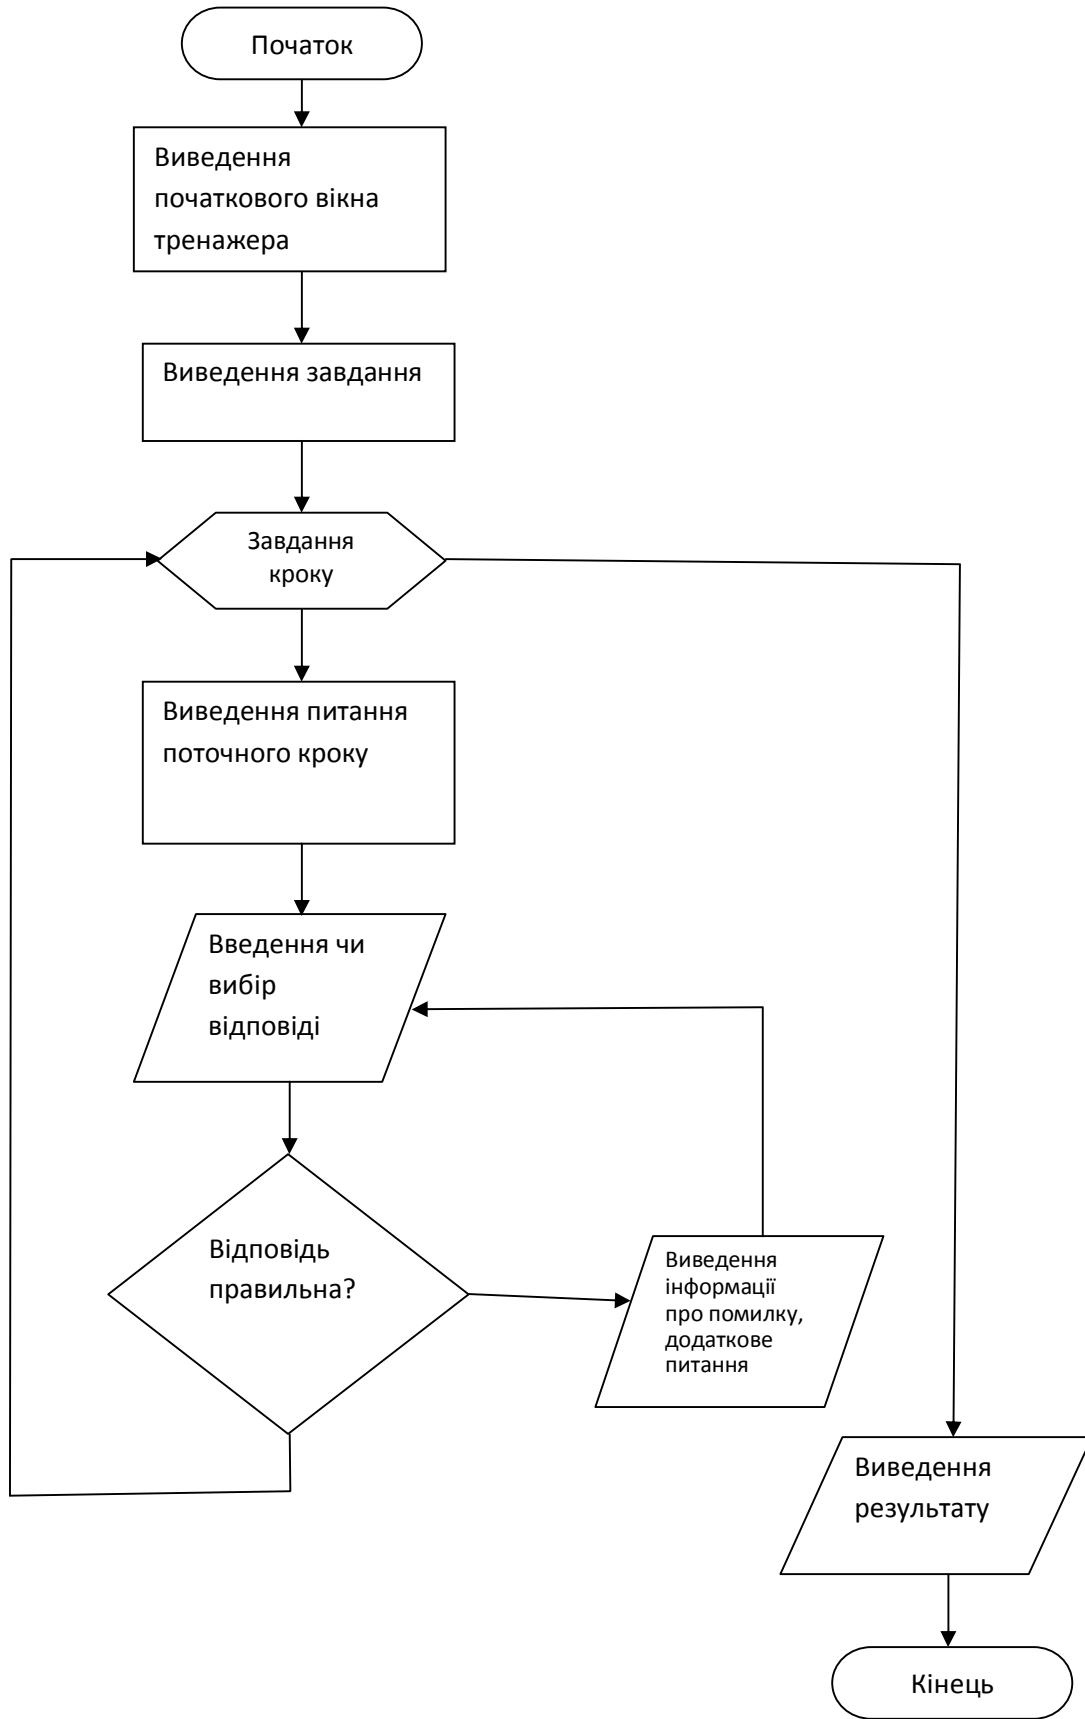 Початок
Виведення
початкового вікна
тренажера
Виведення завдання
Завдання
кроку
Виведення питання
поточного кроку
Введення чи
вибір
відповіді
Відповідь
правильна?
Виведення
інформації
про помилку,
додаткове
питання
Виведення
результату
Кінець